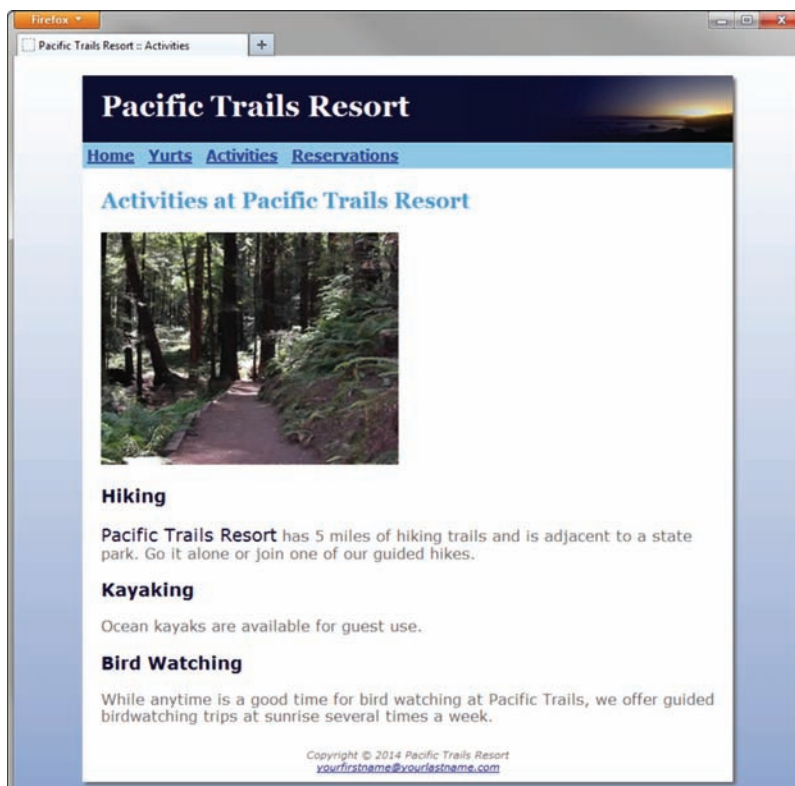 Firefox
Pacific Trails Resort :: Activities
Pacific Trails Resort
Home Yurts Activities Reservations
Activities at Pacific Trails Resort
Hiking
Pacific Trails Resort has 5 miles of hiking trails and is adjacent to a state
park. Go it alone or join one of our guided hikes.
Kayaking
Ocean kayaks are available for guest use.
Bird Watching
While anytime is a good time for bird watching at Pacific Trails, we offer guided
birdwatching trips at sunrise several times a week.
Copyright © 2014 Pacific Trails Resort
yourfirstname@yourlastname.com